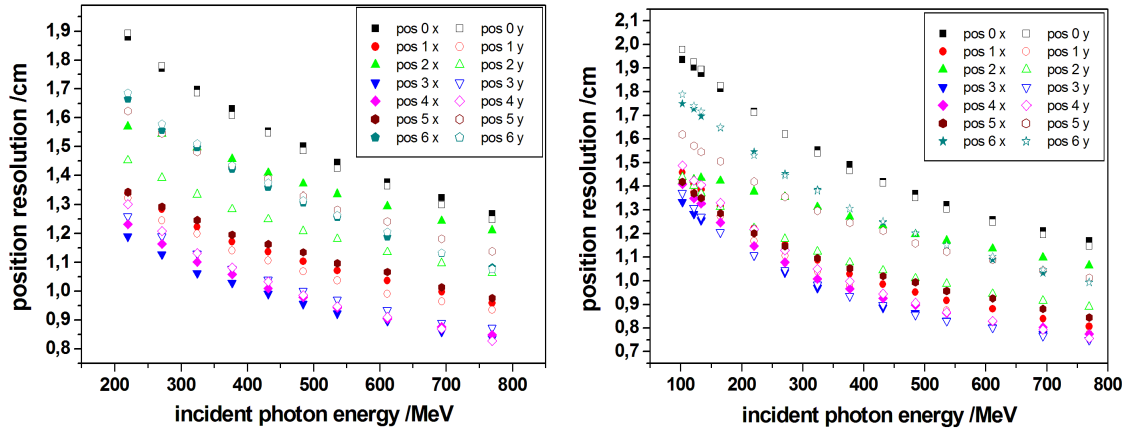 1,9
1,8
1,7
1,6
1,5
1,4
1,3
1,2
1,1
1,0
0,9
0,8
position resolution /cm
200 300 400 500 600 700 800
incident photon energy /MeV
pos 0 x pos 0 y
pos 1 x pos 1 y
pos 2 x pos 2 y
pos 3 x pos 3 y
pos 4 x pos 4 y
pos 5 x pos 5 y
pos 6 x pos 6 y
2,1
2,0
1,9
1,8
1,7
1,6
1,5
1,4
1,3
1,2
1,1
1,0
0,9
0,8
0,7
position resolution /cm
100 200 300 400 500 600 700 800
incident photon energy /MeV
pos 0 x pos 0 y
pos 1 x pos 1 y
pos 2 x pos 2 y
pos 3 x pos 3 y
pos 4 x pos 4 y
pos 5 x pos 5 y
pos 6 x pos 6 y